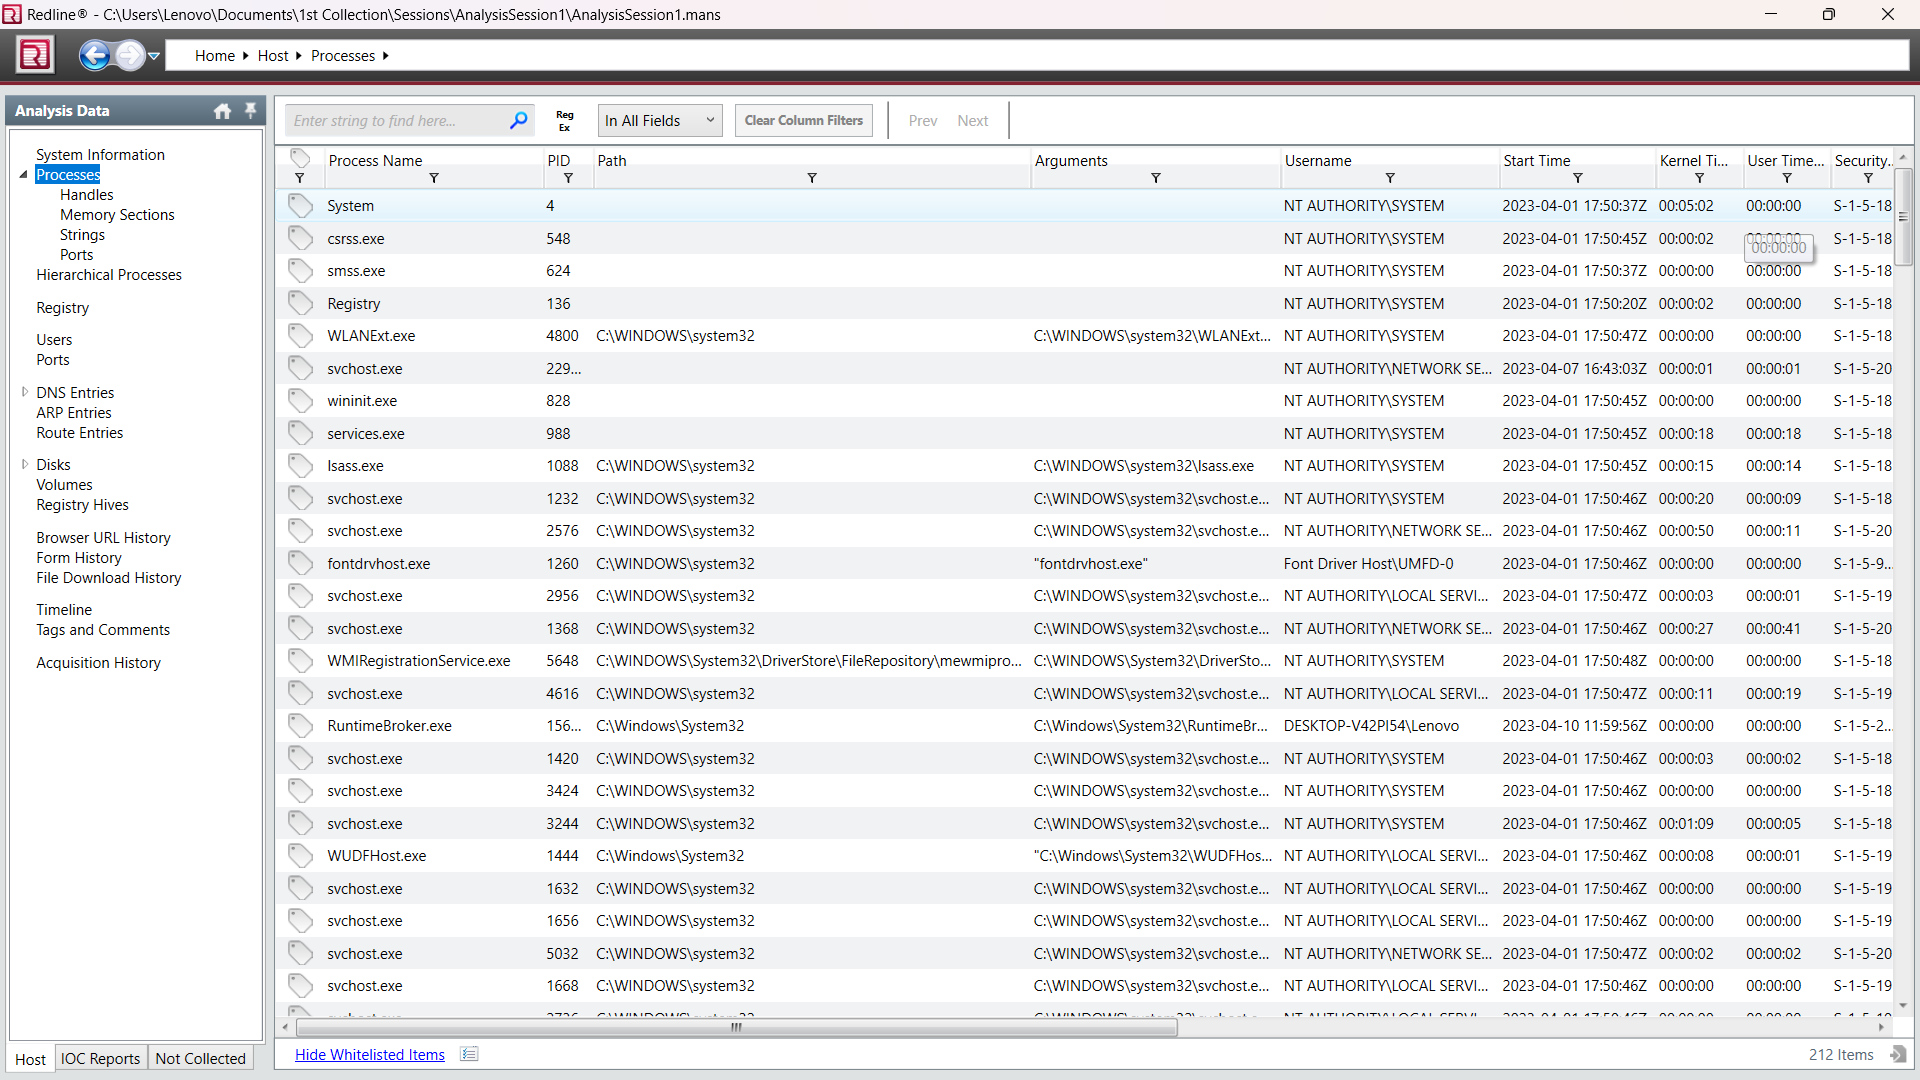 Redline® - C:\Users\Lenovo\Documents\1st Collection\Sessions\AnalysisSession1\AnalysisSession1.mans
Home Host Processes
Analysis Data
System Information
Processes
Handles
Memory Sections
Strings
Ports
Hierarchical Processes
Registry
Users
Ports
DNS Entries
ARP Entries
Route Entries
Disks
Volumes
Registry Hives
Browser URL History
Form History
File Download History
Timeline
Tags and Comments
Acquisition History
Host IOC Reports Not Collected
Enter string to find here... Reg Ex In All Fields Clear Column Filters Prev Next
Process Name PID Path Arguments Username Start Time Kernel Ti... User Time... Security...
System 4 NT AUTHORITY\SYSTEM 2023-04-01 17:50:37Z 00:05:02 00:00:00 S-1-5-18
csrss.exe 548 NT AUTHORITY\SYSTEM 2023-04-01 17:50:45Z 00:00:02 00:00:00 S-1-5-18
00:00:00
smss.exe 624 NT AUTHORITY\SYSTEM 2023-04-01 17:50:37Z 00:00:00 00:00:00 S-1-5-18
Registry 136 NT AUTHORITY\SYSTEM 2023-04-01 17:50:20Z 00:00:02 00:00:00 S-1-5-18
WLANExt.exe 4800 C:\WINDOWS\system32 C:\WINDOWS\system32\WLANExt... NT AUTHORITY\SYSTEM 2023-04-01 17:50:47Z 00:00:00 00:00:00 S-1-5-18
svchost.exe 229... NT AUTHORITY\NETWORK SE... 2023-04-07 16:43:03Z 00:00:01 00:00:01 S-1-5-20
wininit.exe 828 NT AUTHORITY\SYSTEM 2023-04-01 17:50:45Z 00:00:00 00:00:00 S-1-5-18
services.exe 988 NT AUTHORITY\SYSTEM 2023-04-01 17:50:45Z 00:00:18 00:00:18 S-1-5-18
lsass.exe 1088 C:\WINDOWS\system32 C:\WINDOWS\system32\lsass.exe NT AUTHORITY\SYSTEM 2023-04-01 17:50:45Z 00:00:15 00:00:14 S-1-5-18
svchost.exe 1232 C:\WINDOWS\system32 C:\WINDOWS\system32\svchost.e... NT AUTHORITY\SYSTEM 2023-04-01 17:50:46Z 00:00:20 00:00:09 S-1-5-18
svchost.exe 2576 C:\WINDOWS\system32 C:\WINDOWS\system32\svchost.e... NT AUTHORITY\NETWORK SE... 2023-04-01 17:50:46Z 00:00:50 00:00:11 S-1-5-20
fontdrvhost.exe 1260 C:\WINDOWS\system32 "fontdrvhost.exe" Font Driver Host\UMFD-0 2023-04-01 17:50:46Z 00:00:00 00:00:00 S-1-5-9...
svchost.exe 2956 C:\WINDOWS\system32 C:\WINDOWS\system32\svchost.e... NT AUTHORITY\LOCAL SERVI... 2023-04-01 17:50:47Z 00:00:03 00:00:01 S-1-5-19
svchost.exe 1368 C:\WINDOWS\system32 C:\WINDOWS\system32\svchost.e... NT AUTHORITY\NETWORK SE... 2023-04-01 17:50:46Z 00:00:27 00:00:41 S-1-5-20
WMIRegistrationService.exe 5648 C:\WINDOWS\System32\DriverStore\FileRepository\mewmipro... C:\WINDOWS\System32\DriverSto... NT AUTHORITY\SYSTEM 2023-04-01 17:50:48Z 00:00:00 00:00:00 S-1-5-18
svchost.exe 4616 C:\WINDOWS\system32 C:\WINDOWS\system32\svchost.e... NT AUTHORITY\LOCAL SERVI... 2023-04-01 17:50:47Z 00:00:11 00:00:19 S-1-5-19
RuntimeBroker.exe 156... C:\Windows\System32 C:\Windows\System32\RuntimeBr... DESKTOP-V42PI54\Lenovo 2023-04-10 11:59:56Z 00:00:00 00:00:00 S-1-5-2...
svchost.exe 1420 C:\WINDOWS\system32 C:\WINDOWS\system32\svchost.e... NT AUTHORITY\SYSTEM 2023-04-01 17:50:46Z 00:00:03 00:00:02 S-1-5-18
svchost.exe 3424 C:\WINDOWS\system32 C:\WINDOWS\system32\svchost.e... NT AUTHORITY\SYSTEM 2023-04-01 17:50:46Z 00:00:00 00:00:00 S-1-5-18
svchost.exe 3244 C:\WINDOWS\system32 C:\WINDOWS\system32\svchost.e... NT AUTHORITY\SYSTEM 2023-04-01 17:50:46Z 00:01:09 00:00:05 S-1-5-18
WUDFHost.exe 1444 C:\Windows\System32 "C:\Windows\System32\WUDFHos... NT AUTHORITY\LOCAL SERVI... 2023-04-01 17:50:46Z 00:00:08 00:00:01 S-1-5-19
svchost.exe 1632 C:\WINDOWS\system32 C:\WINDOWS\system32\svchost.e... NT AUTHORITY\LOCAL SERVI... 2023-04-01 17:50:46Z 00:00:00 00:00:00 S-1-5-19
svchost.exe 1656 C:\WINDOWS\system32 C:\WINDOWS\system32\svchost.e... NT AUTHORITY\LOCAL SERVI... 2023-04-01 17:50:46Z 00:00:00 00:00:00 S-1-5-19
svchost.exe 5032 C:\WINDOWS\system32 C:\WINDOWS\system32\svchost.e... NT AUTHORITY\NETWORK SE... 2023-04-01 17:50:47Z 00:00:02 00:00:02 S-1-5-20
svchost.exe 1668 C:\WINDOWS\system32 C:\WINDOWS\system32\svchost.e... NT AUTHORITY\LOCAL SERVI... 2023-04-01 17:50:46Z 00:00:00 00:00:00 S-1-5-19
Hide Whitelisted Items 212 Items